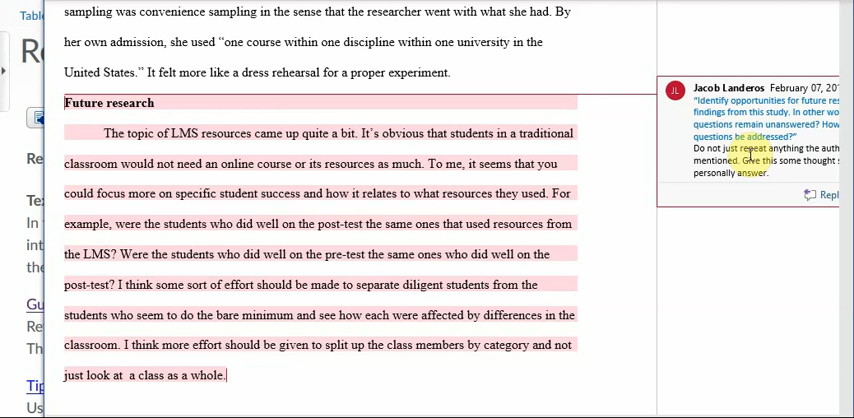 Table
sampling was convenience sampling in the sense that the researcher went with what she had. By
her own admission, she used “one course within one discipline within one university in the
United States.” It felt more like a dress rehearsal for a proper experiment.
Future research
The topic of LMS resources came up quite a bit. It’s obvious that students in a traditional
classroom would not need an online course or its resources as much. To me, it seems that you
could focus more on specific student success and how it relates to what resources they used. For
example, were the students who did well on the post-test the same ones that used resources from
the LMS? Were the students who did well on the pre-test the same ones who did well on the
post-test? I think some sort of effort should be made to separate diligent students from the
students who seem to do the bare minimum and see how each were affected by differences in the
classroom. I think more effort should be given to split up the class members by category and not
just look at  a class as a whole.
JL
Jacob Landeros February 07, 201
“Identify opportunities for future res
findings from this study. In other wo
questions remain unanswered? How
questions be addressed?”
Do not just repeat anything the auth
mentioned. Give this some thought
personally answer.
Repl
Re
Re
Tex
In
int
the
Gu
Re
Th
Tip
Us